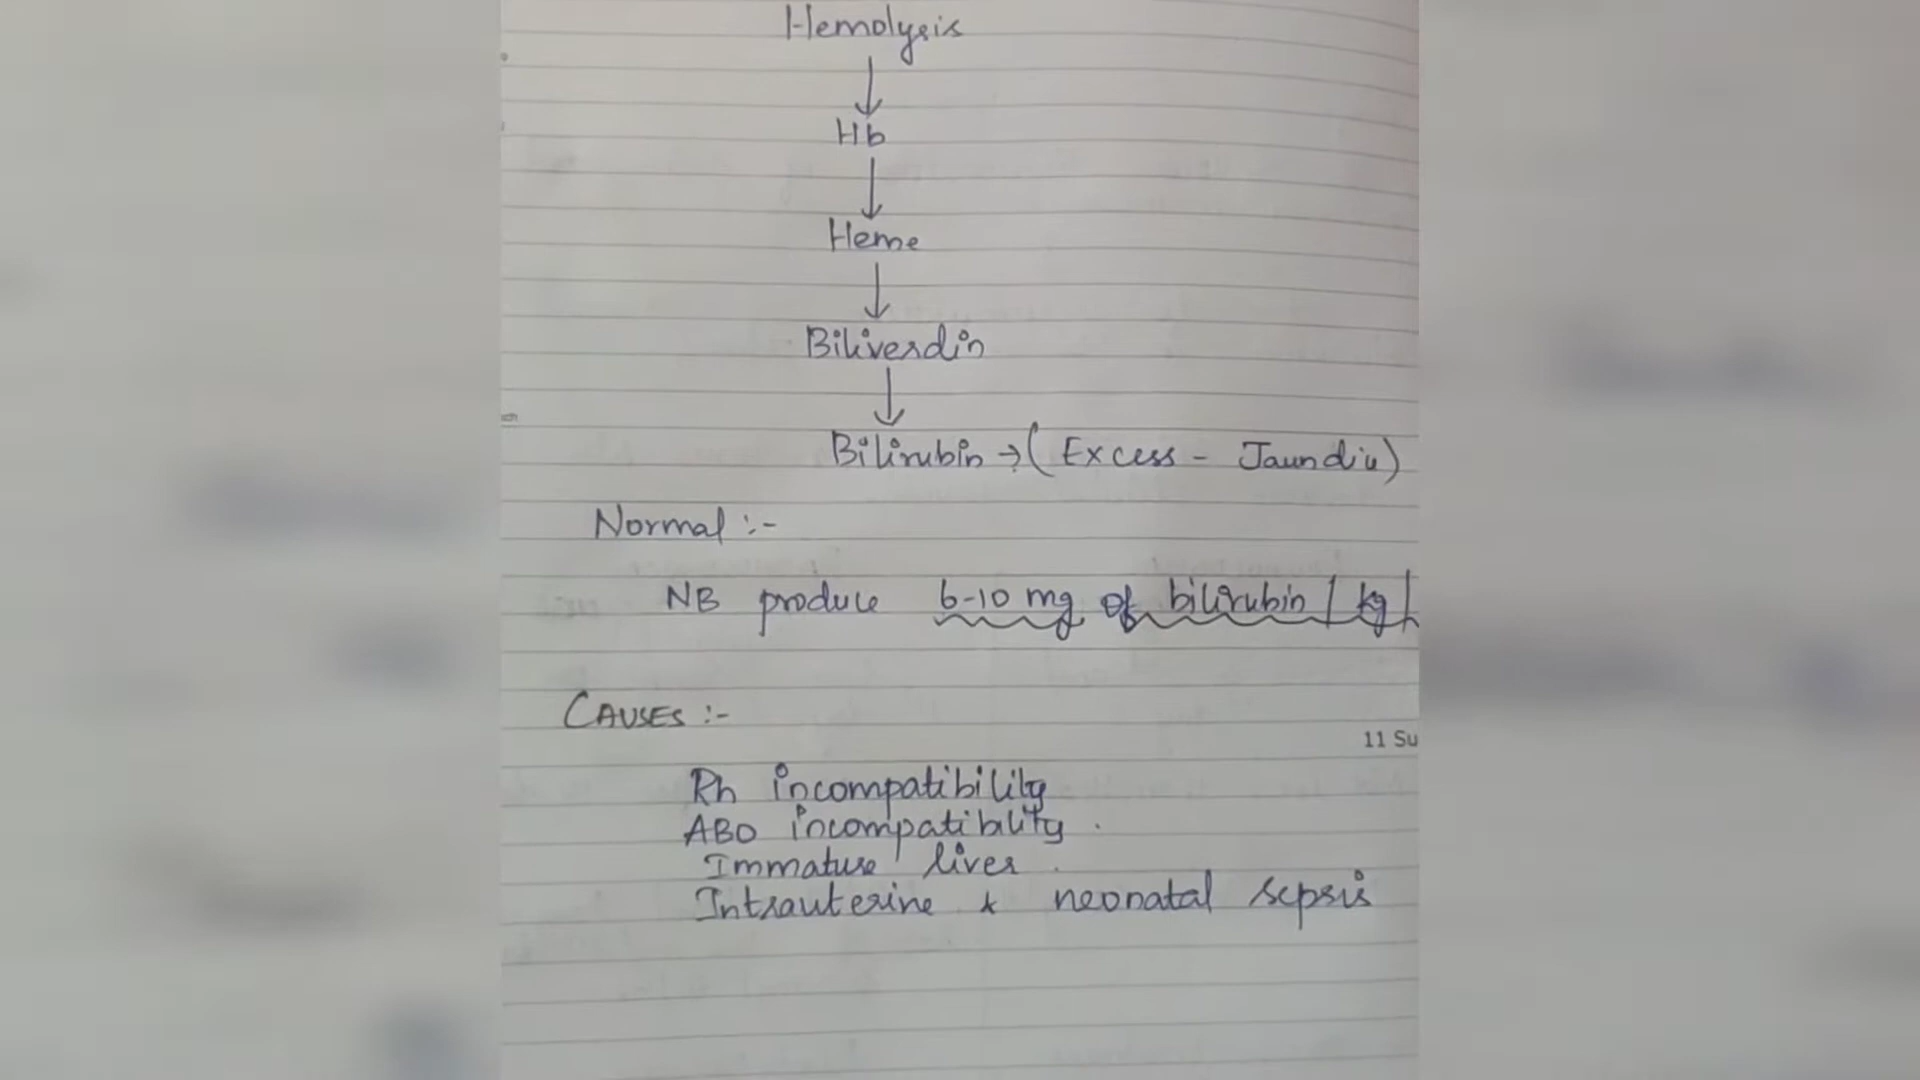 Hemolysis
↓
Hb
↓
Heme
↓
Biliverdin
↓
Bilirubin → (Excess - Jaundice)
Normal :-
NB produce 6-10 mg of bilirubin / kg /
CAUSES :-
11 Su
Rh incompatibility
ABO incompatibility .
Immature liver .
Intrauterine & neonatal sepsis